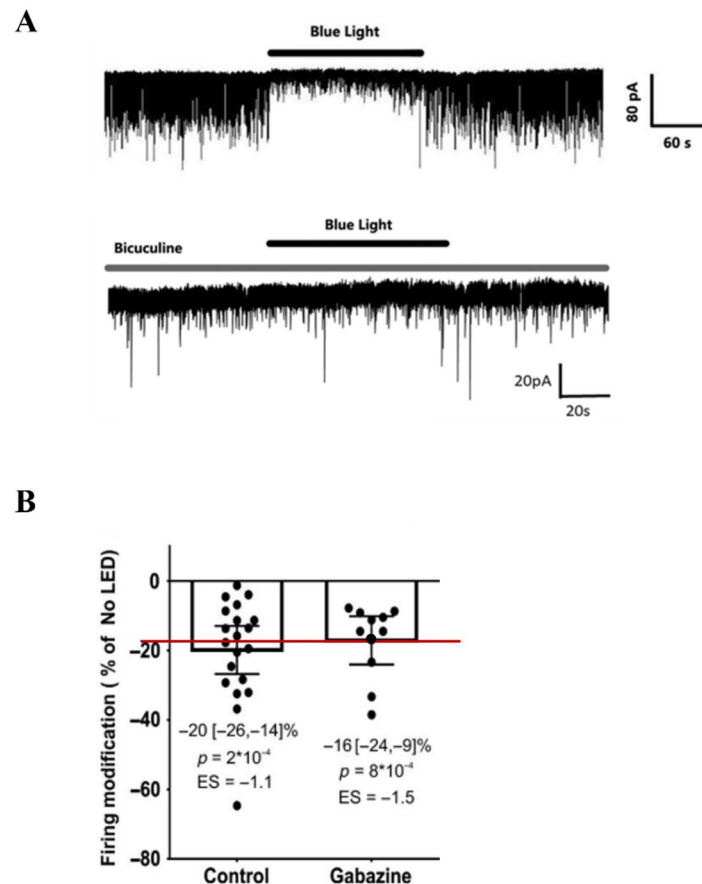 A
Blue Light
80 pA
60 s
Blue Light
Bicuculine
20pA
20s
B
Firing modification ( % of No LED)
0
−20
−40
−60
−80
−20 [−26,−14]%
p = 2*10⁻⁴
ES = −1.1
−16 [−24,−9]%
p = 8*10⁻⁴
ES = −1.5
Control
Gabazine